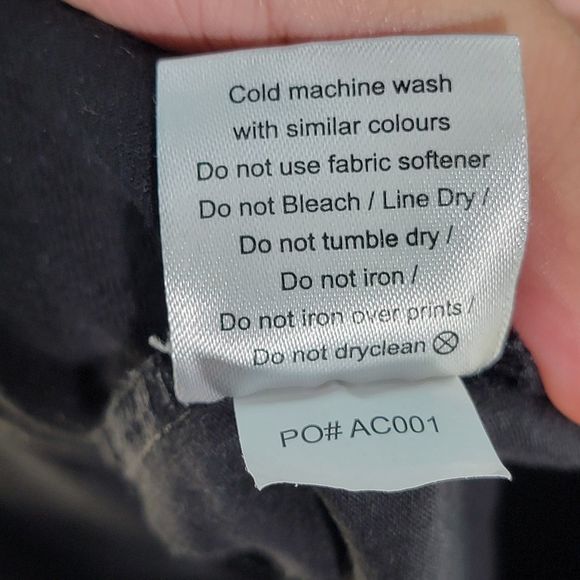 Cold machine wash
with similar colours
Do not use fabric softener
Do not Bleach / Line Dry /
Do not tumble dry /
Do not iron /
Do not iron over prints /
Do not dryclean
PO# AC001